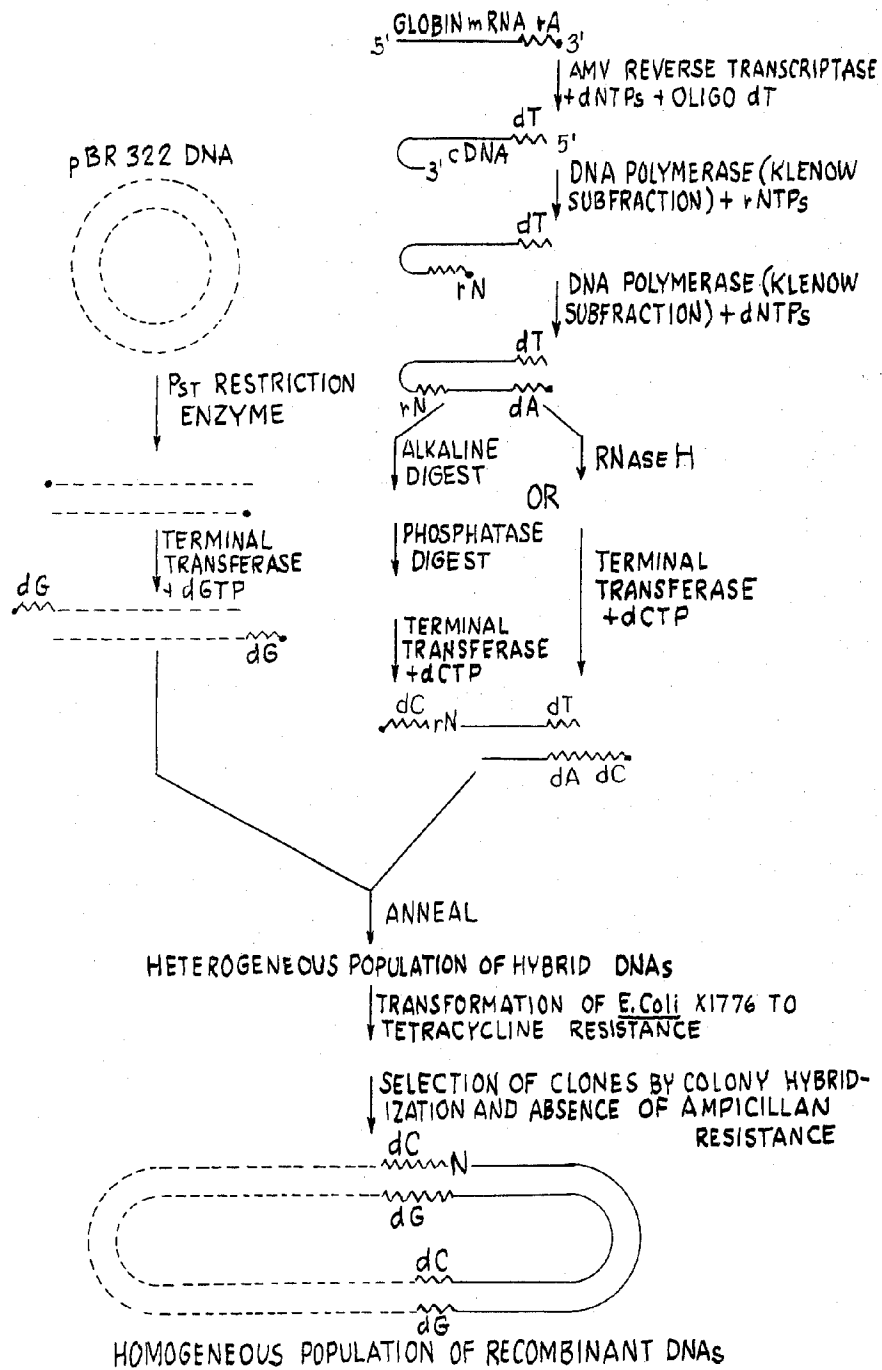 GLOBIN mRNA rA
5' 3'
AMV REVERSE TRANSCRIPTASE
+dNTPs + OLIGO dT
dT
5'
3' cDNA
DNA POLYMERASE (KLENOW
SUBFRACTION) + rNTPs
dT
rN
DNA POLYMERASE (KLENOW
SUBFRACTION) + dNTPs
dT
rN dA
pBR 322 DNA
PST RESTRICTION
ENZYME
TERMINAL
TRANSFERASE
+ dGTP
dG
dG
ALKALINE
DIGEST
OR
RNase H
PHOSPHATASE
DIGEST
TERMINAL
TRANSFERASE
+dCTP
TERMINAL
TRANSFERASE
+dCTP
dC rN dT
dA dC
ANNEAL
HETEROGENEOUS POPULATION OF HYBRID DNAs
TRANSFORMATION OF E.Coli X1776 TO
TETRACYCLINE RESISTANCE
SELECTION OF CLONES BY COLONY HYBRID-
IZATION AND ABSENCE OF AMPICILLAN
RESISTANCE
dC N
dG
dC
dG
HOMOGENEOUS POPULATION OF RECOMBINANT DNAs